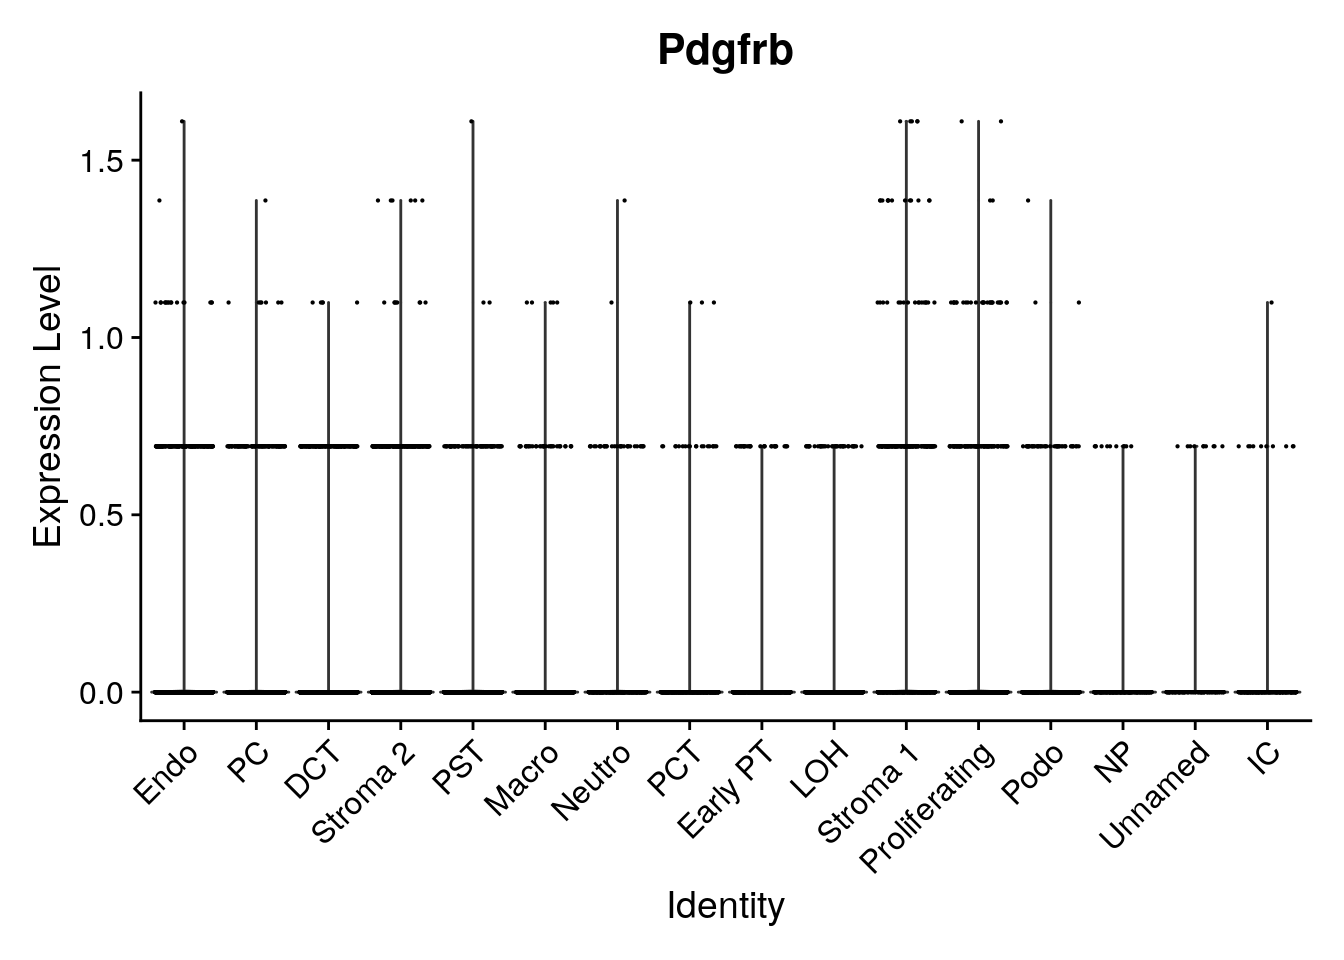 Pdgfrb
Expression Level
1.5
1.0
0.5
0.0
Endo
PC
DCT
Stroma 2
PST
Macro
Neutro
PCT
Early PT
LOH
Stroma 1
Proliferating
Podo
NP
Unnamed
IC
Identity